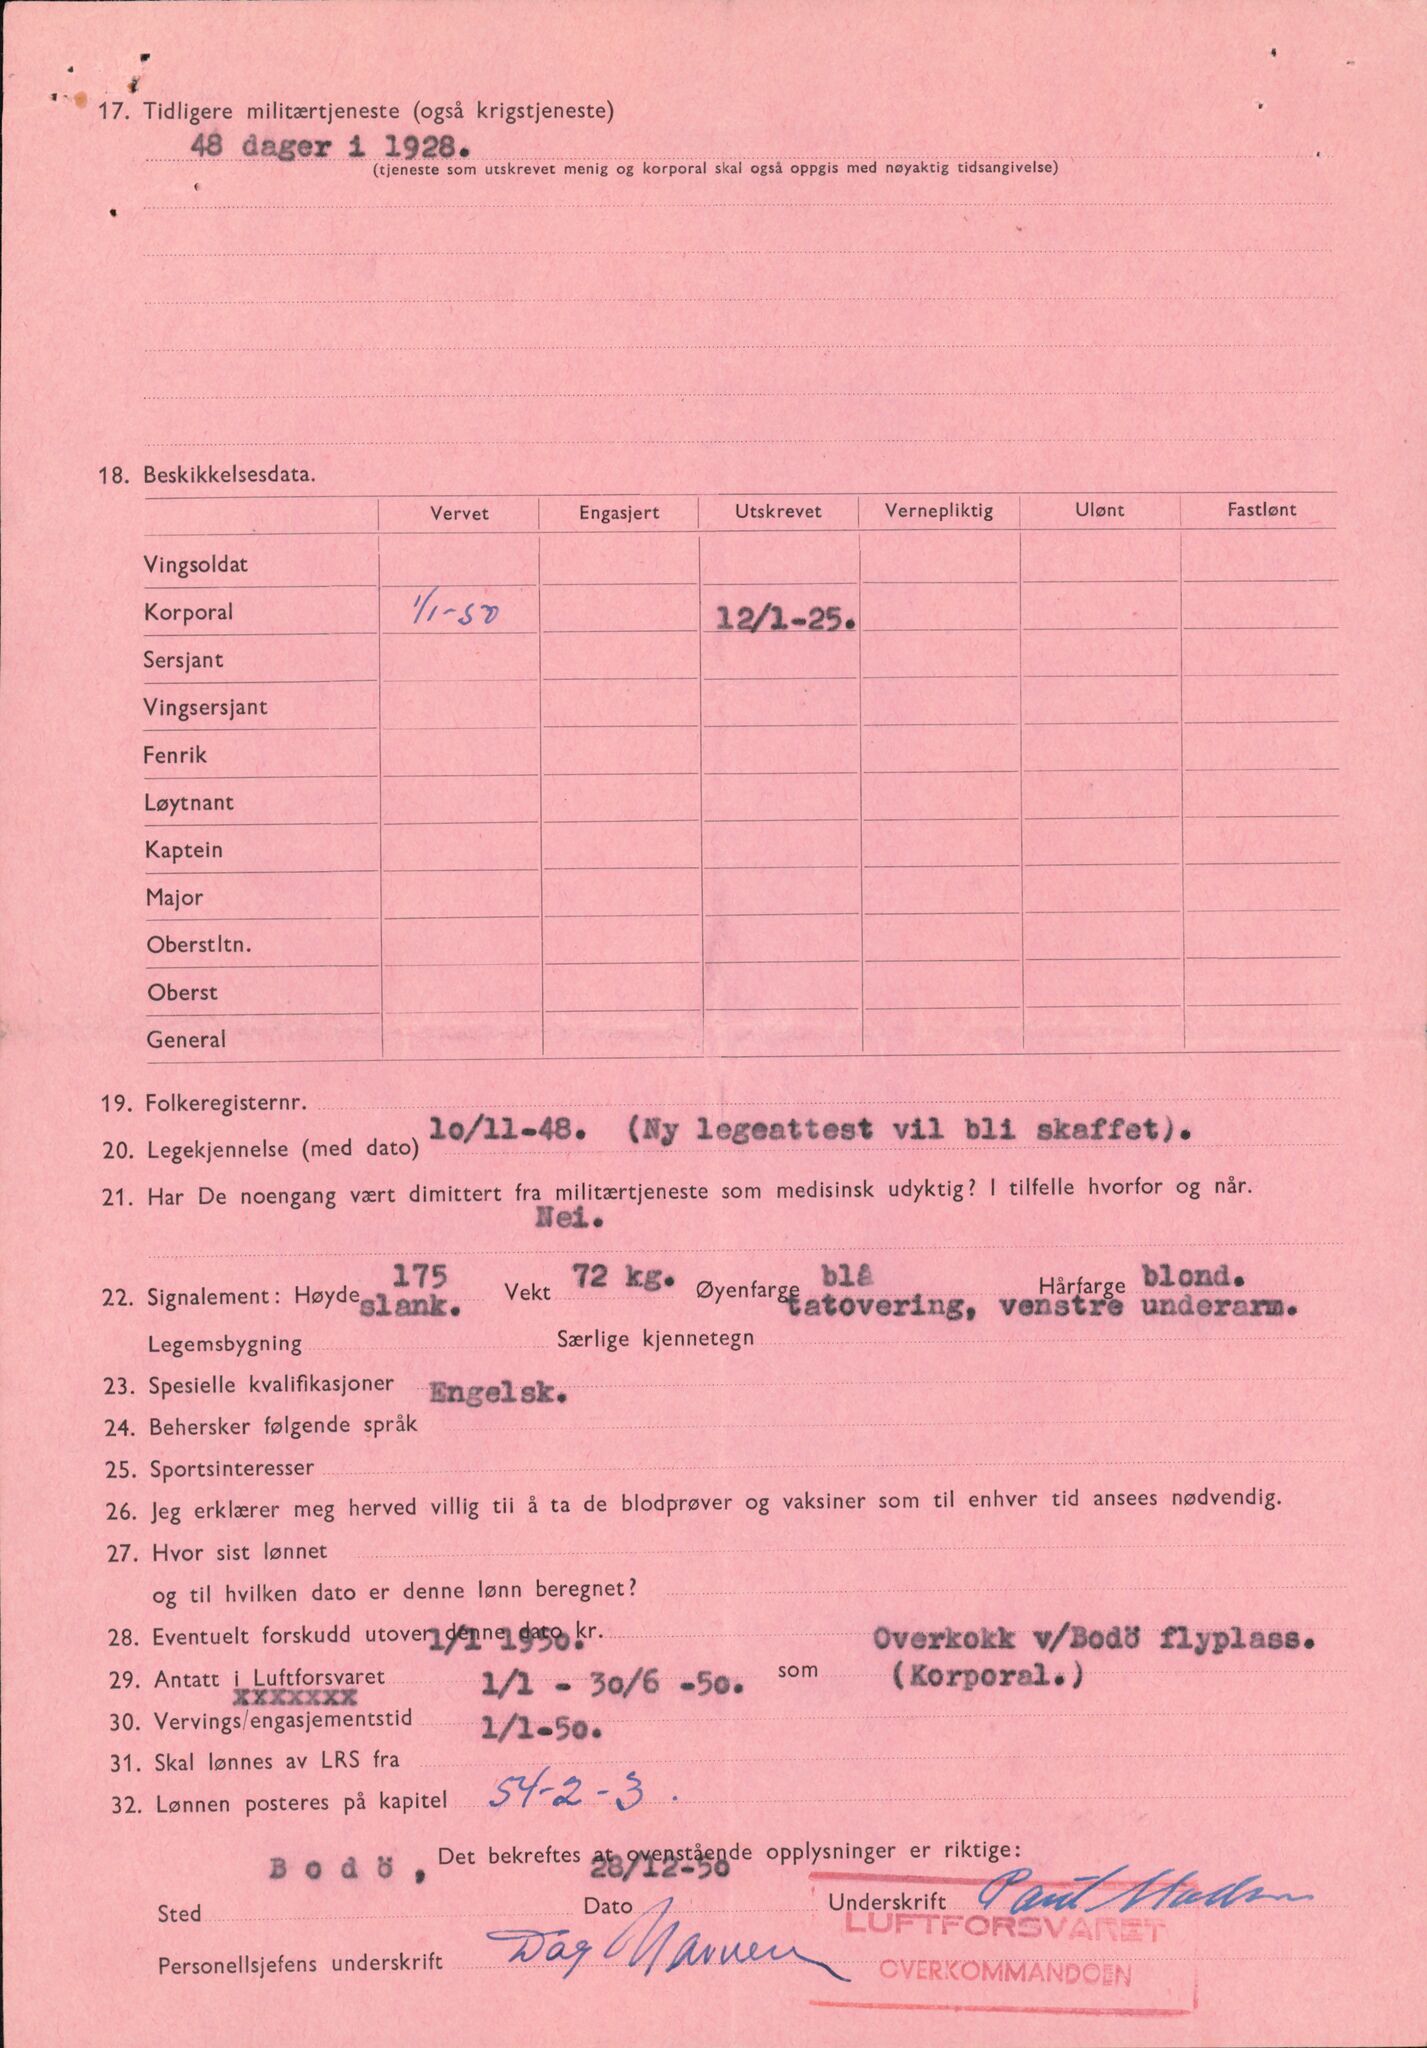 17. Tidligere militærtjeneste (også krigstjeneste)
48 dager i 1928.
(tjeneste som utskrevet menig og korporal skal også oppgis med nøyaktig tidsangivelse)
18. Beskikkelsesdata.
Vervet Engasjert Utskrevet Vernepliktig Ulønt Fastlønt
Vingsoldat
Korporal 1/1-50 12/1-25.
Sersjant
Vingsersjant
Fenrik
Løytnant
Kaptein
Major
Oberstltn.
Oberst
General
19. Folkeregisternr.
20. Legekjennelse (med dato) 10/11-48. (Ny legeattest vil bli skaffet).
21. Har De noengang vært dimittert fra militærtjeneste som medisinsk udyktig? I tilfelle hvorfor og når.
Nei.
22. Signalement: Høyde 175 Vekt 72 kg. Øyenfarge blå Hårfarge blond.
Legemsbygning slank. Særlige kjennetegn tatovering, venstre underarm.
23. Spesielle kvalifikasjoner
24. Behersker følgende språk Engelsk.
25. Sportsinteresser
26. Jeg erklærer meg herved villig tii å ta de blodprøver og vaksiner som til enhver tid ansees nødvendig.
27. Hvor sist lønnet
og til hvilken dato er denne lønn beregnet?
28. Eventuelt forskudd utover denne dato kr.
29. Antatt i Luftforsvaret 1/1 1950. som Overkokk v/Bodö flyplass.
xxxxxxx (Korporal.)
30. Vervings/engasjementstid 1/1 - 30/6 -50.
31. Skal lønnes av LRS fra 1/1-50.
32. Lønnen posteres på kapitel 54-2-3.
Det bekreftes at ovenstående opplysninger er riktige:
Sted Bodö, Dato 28/12-50 Underskrift Paul
LUFTFORSVARET
Personellsjefens underskrift Dag
OVERKOMMANDOEN